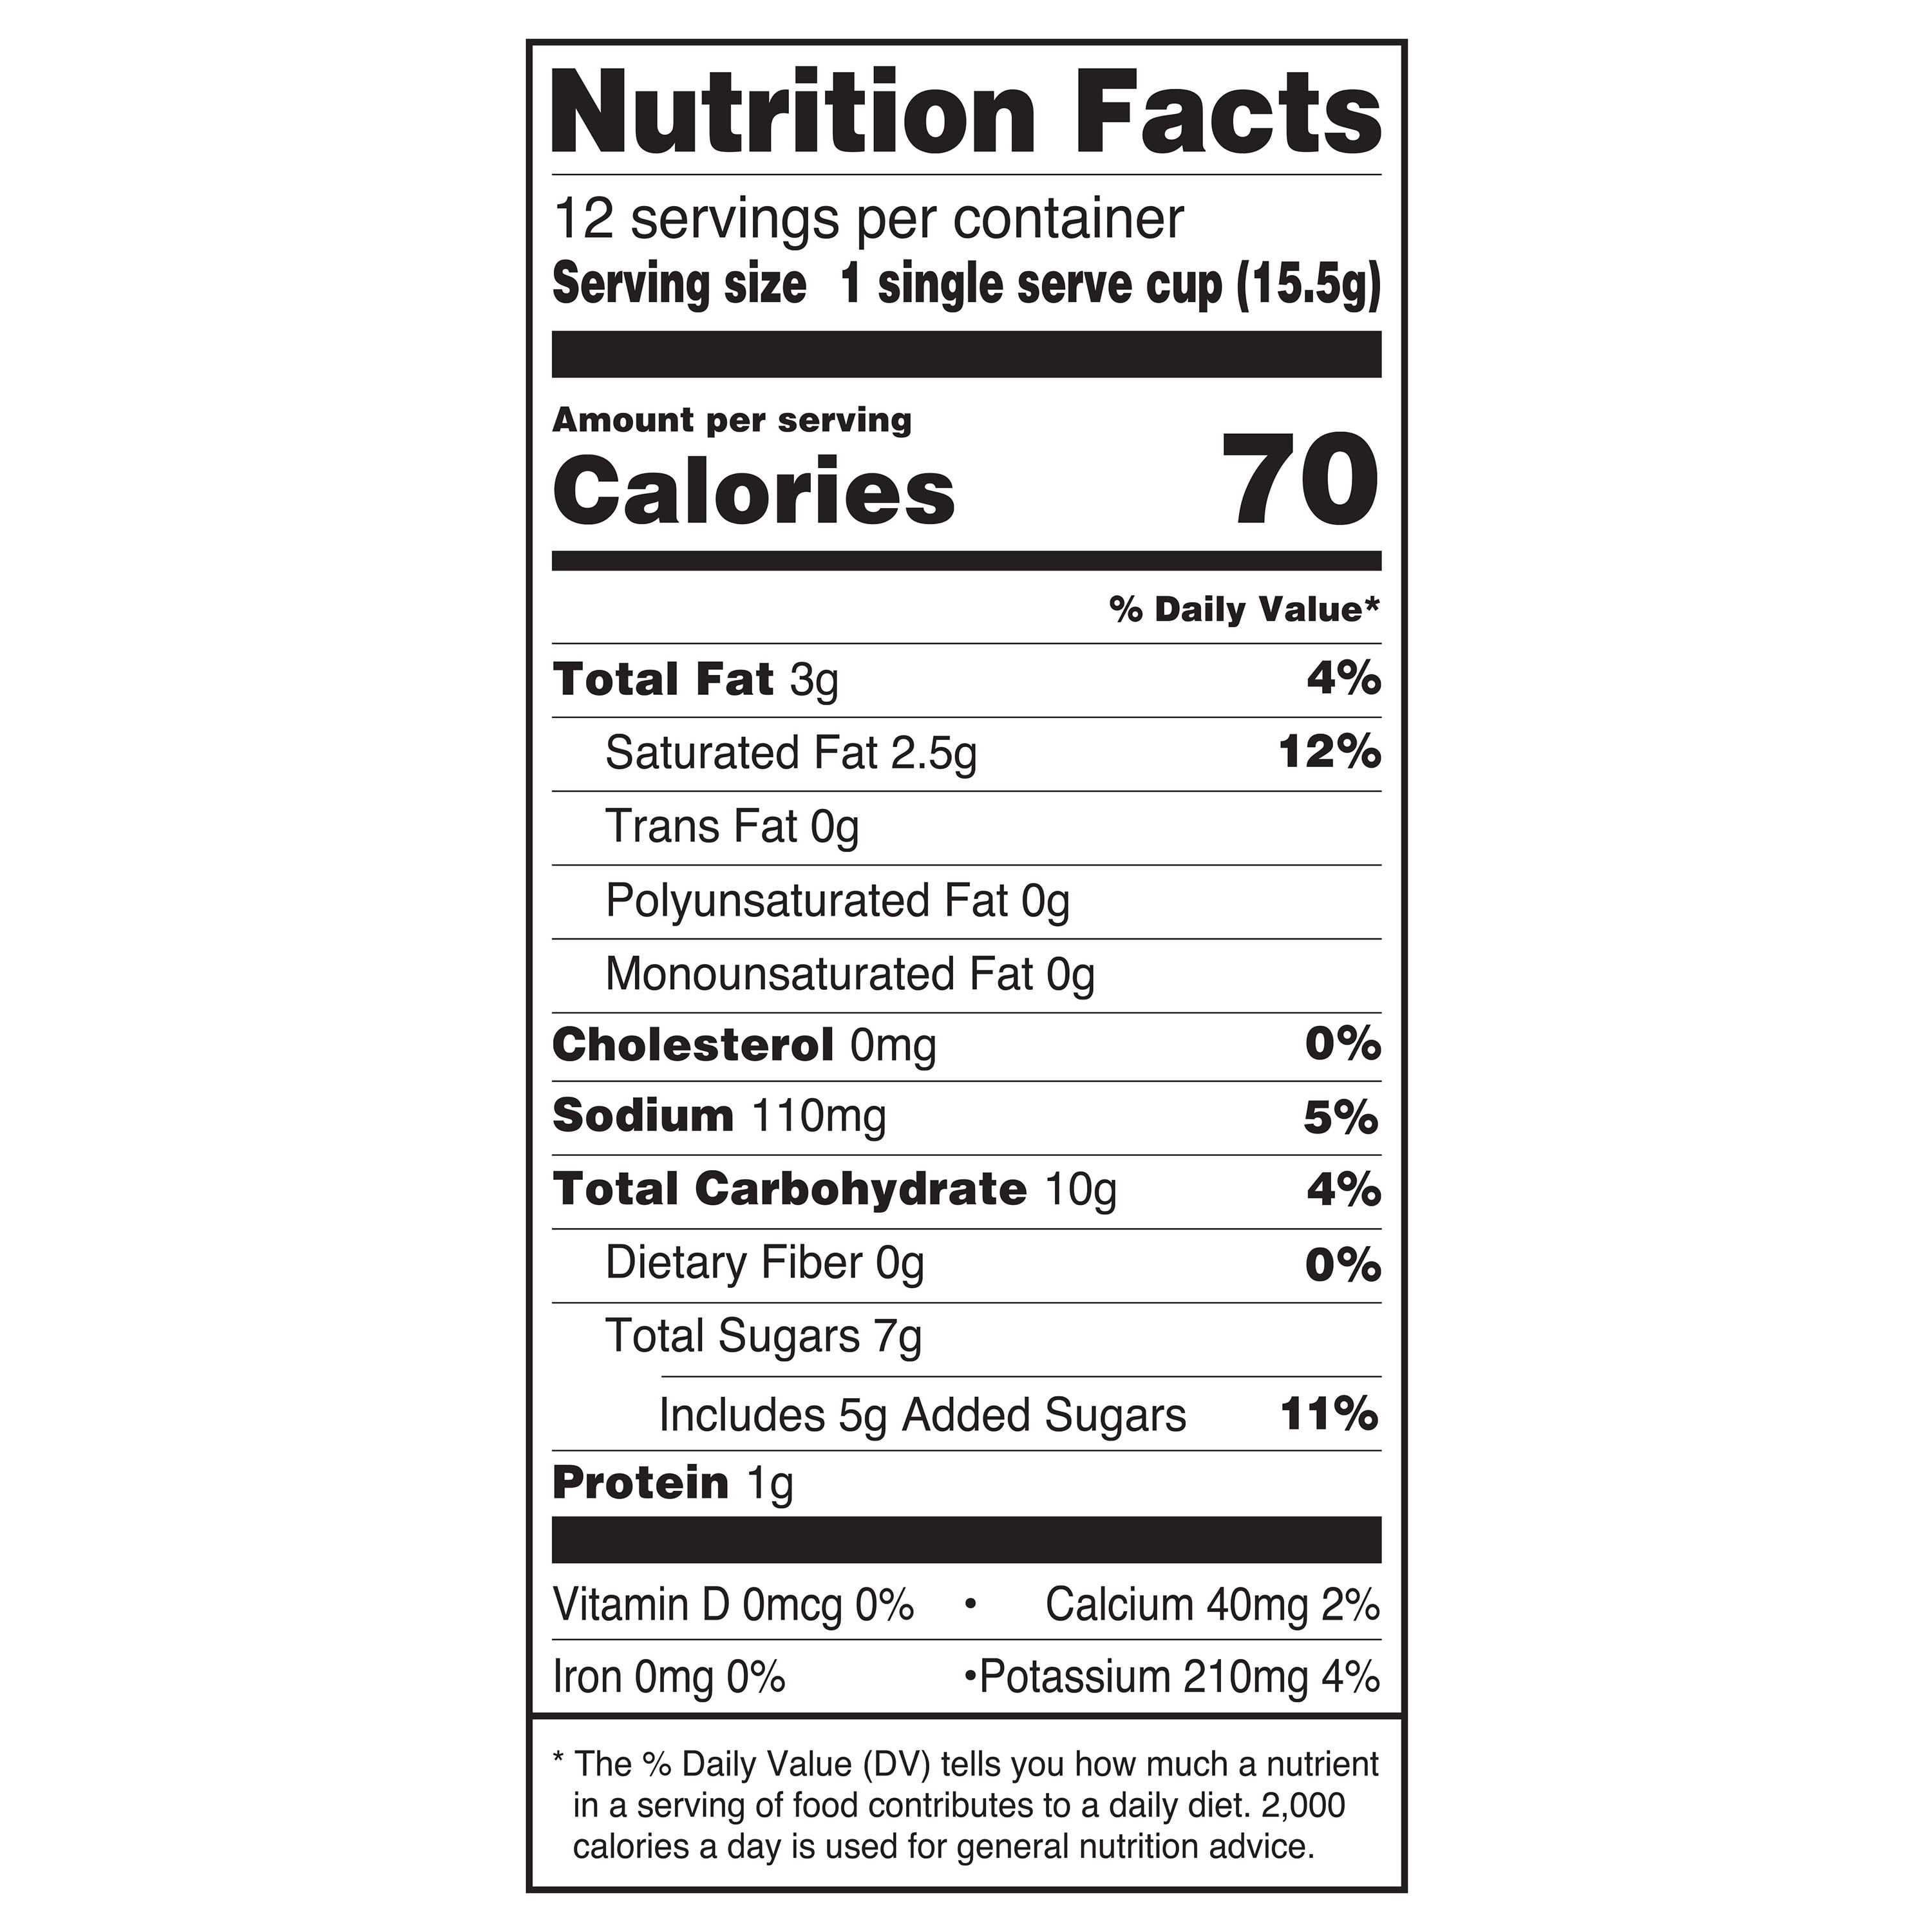 Nutrition Facts
12 servings per container
Serving size 1 single serve cup (15.5g)
Amount per serving
Calories 70
% Daily Value*
Total Fat 3g 4%
Saturated Fat 2.5g 12%
Trans Fat 0g
Polyunsaturated Fat 0g
Monounsaturated Fat 0g
Cholesterol 0mg 0%
Sodium 110mg 5%
Total Carbohydrate 10g 4%
Dietary Fiber 0g 0%
Total Sugars 7g
Includes 5g Added Sugars 11%
Protein 1g
Vitamin D 0mcg 0% • Calcium 40mg 2%
Iron 0mg 0% •Potassium 210mg 4%
* The % Daily Value (DV) tells you how much a nutrient
in a serving of food contributes to a daily diet. 2,000
calories a day is used for general nutrition advice.